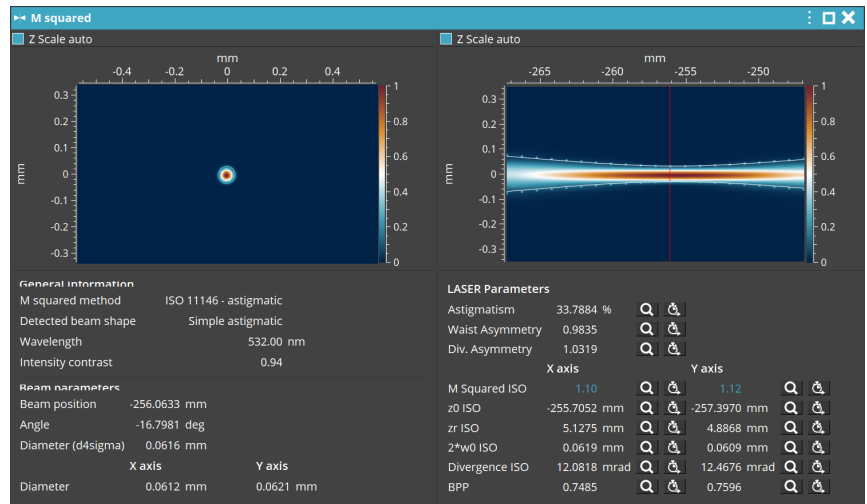 M squared
Z Scale auto
mm
-0.4 -0.2 0 0.2 0.4
0.3
0.2
0.1
0
-0.1
-0.2
-0.3
mm
1
0.8
0.6
0.4
0.2
0
Z Scale auto
mm
-265 -260 -255 -250
0.3
0.2
0.1
0
-0.1
-0.2
-0.3
mm
1
0.8
0.6
0.4
0.2
0
General information
M squared method ISO 11146 - astigmatic
Detected beam shape Simple astigmatic
Wavelength 532.00 nm
Intensity contrast 0.94
Beam parameters
Beam position -256.0633 mm
Angle -16.7981 deg
Diameter (d4sigma) 0.0616 mm
X axis Y axis
Diameter 0.0612 mm 0.0621 mm
LASER Parameters
Astigmatism 33.7884 %
Waist Asymmetry 0.9835
Div. Asymmetry 1.0319
X axis Y axis
M Squared ISO 1.10 1.12
z0 ISO -255.7052 mm -257.3970 mm
zr ISO 5.1275 mm 4.8868 mm
2*w0 ISO 0.0619 mm 0.0609 mm
Divergence ISO 12.0818 mrad 12.4676 mrad
BPP 0.7485 0.7596